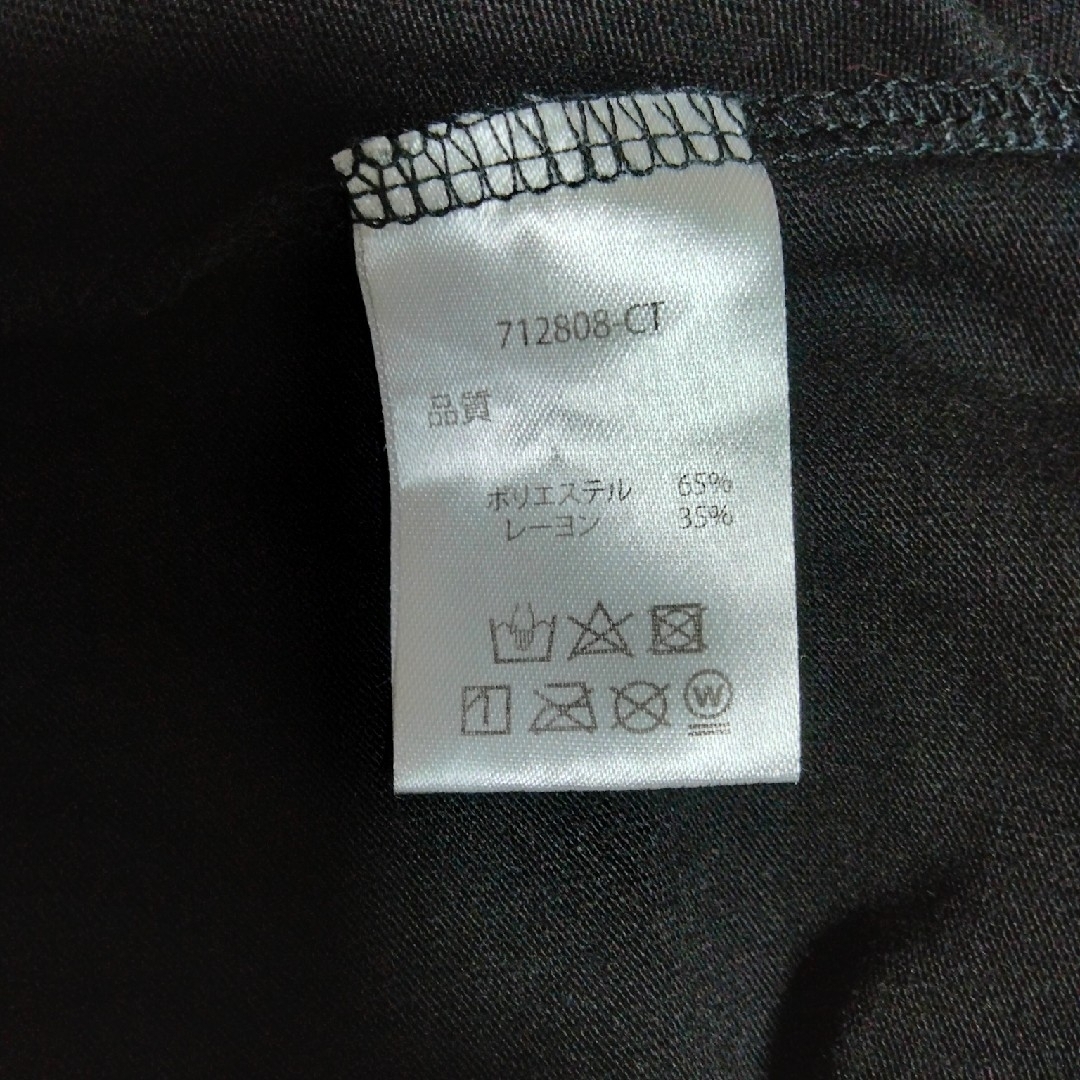 712808-CT
品質
ポリエステル 65%
レーヨン 35%
W